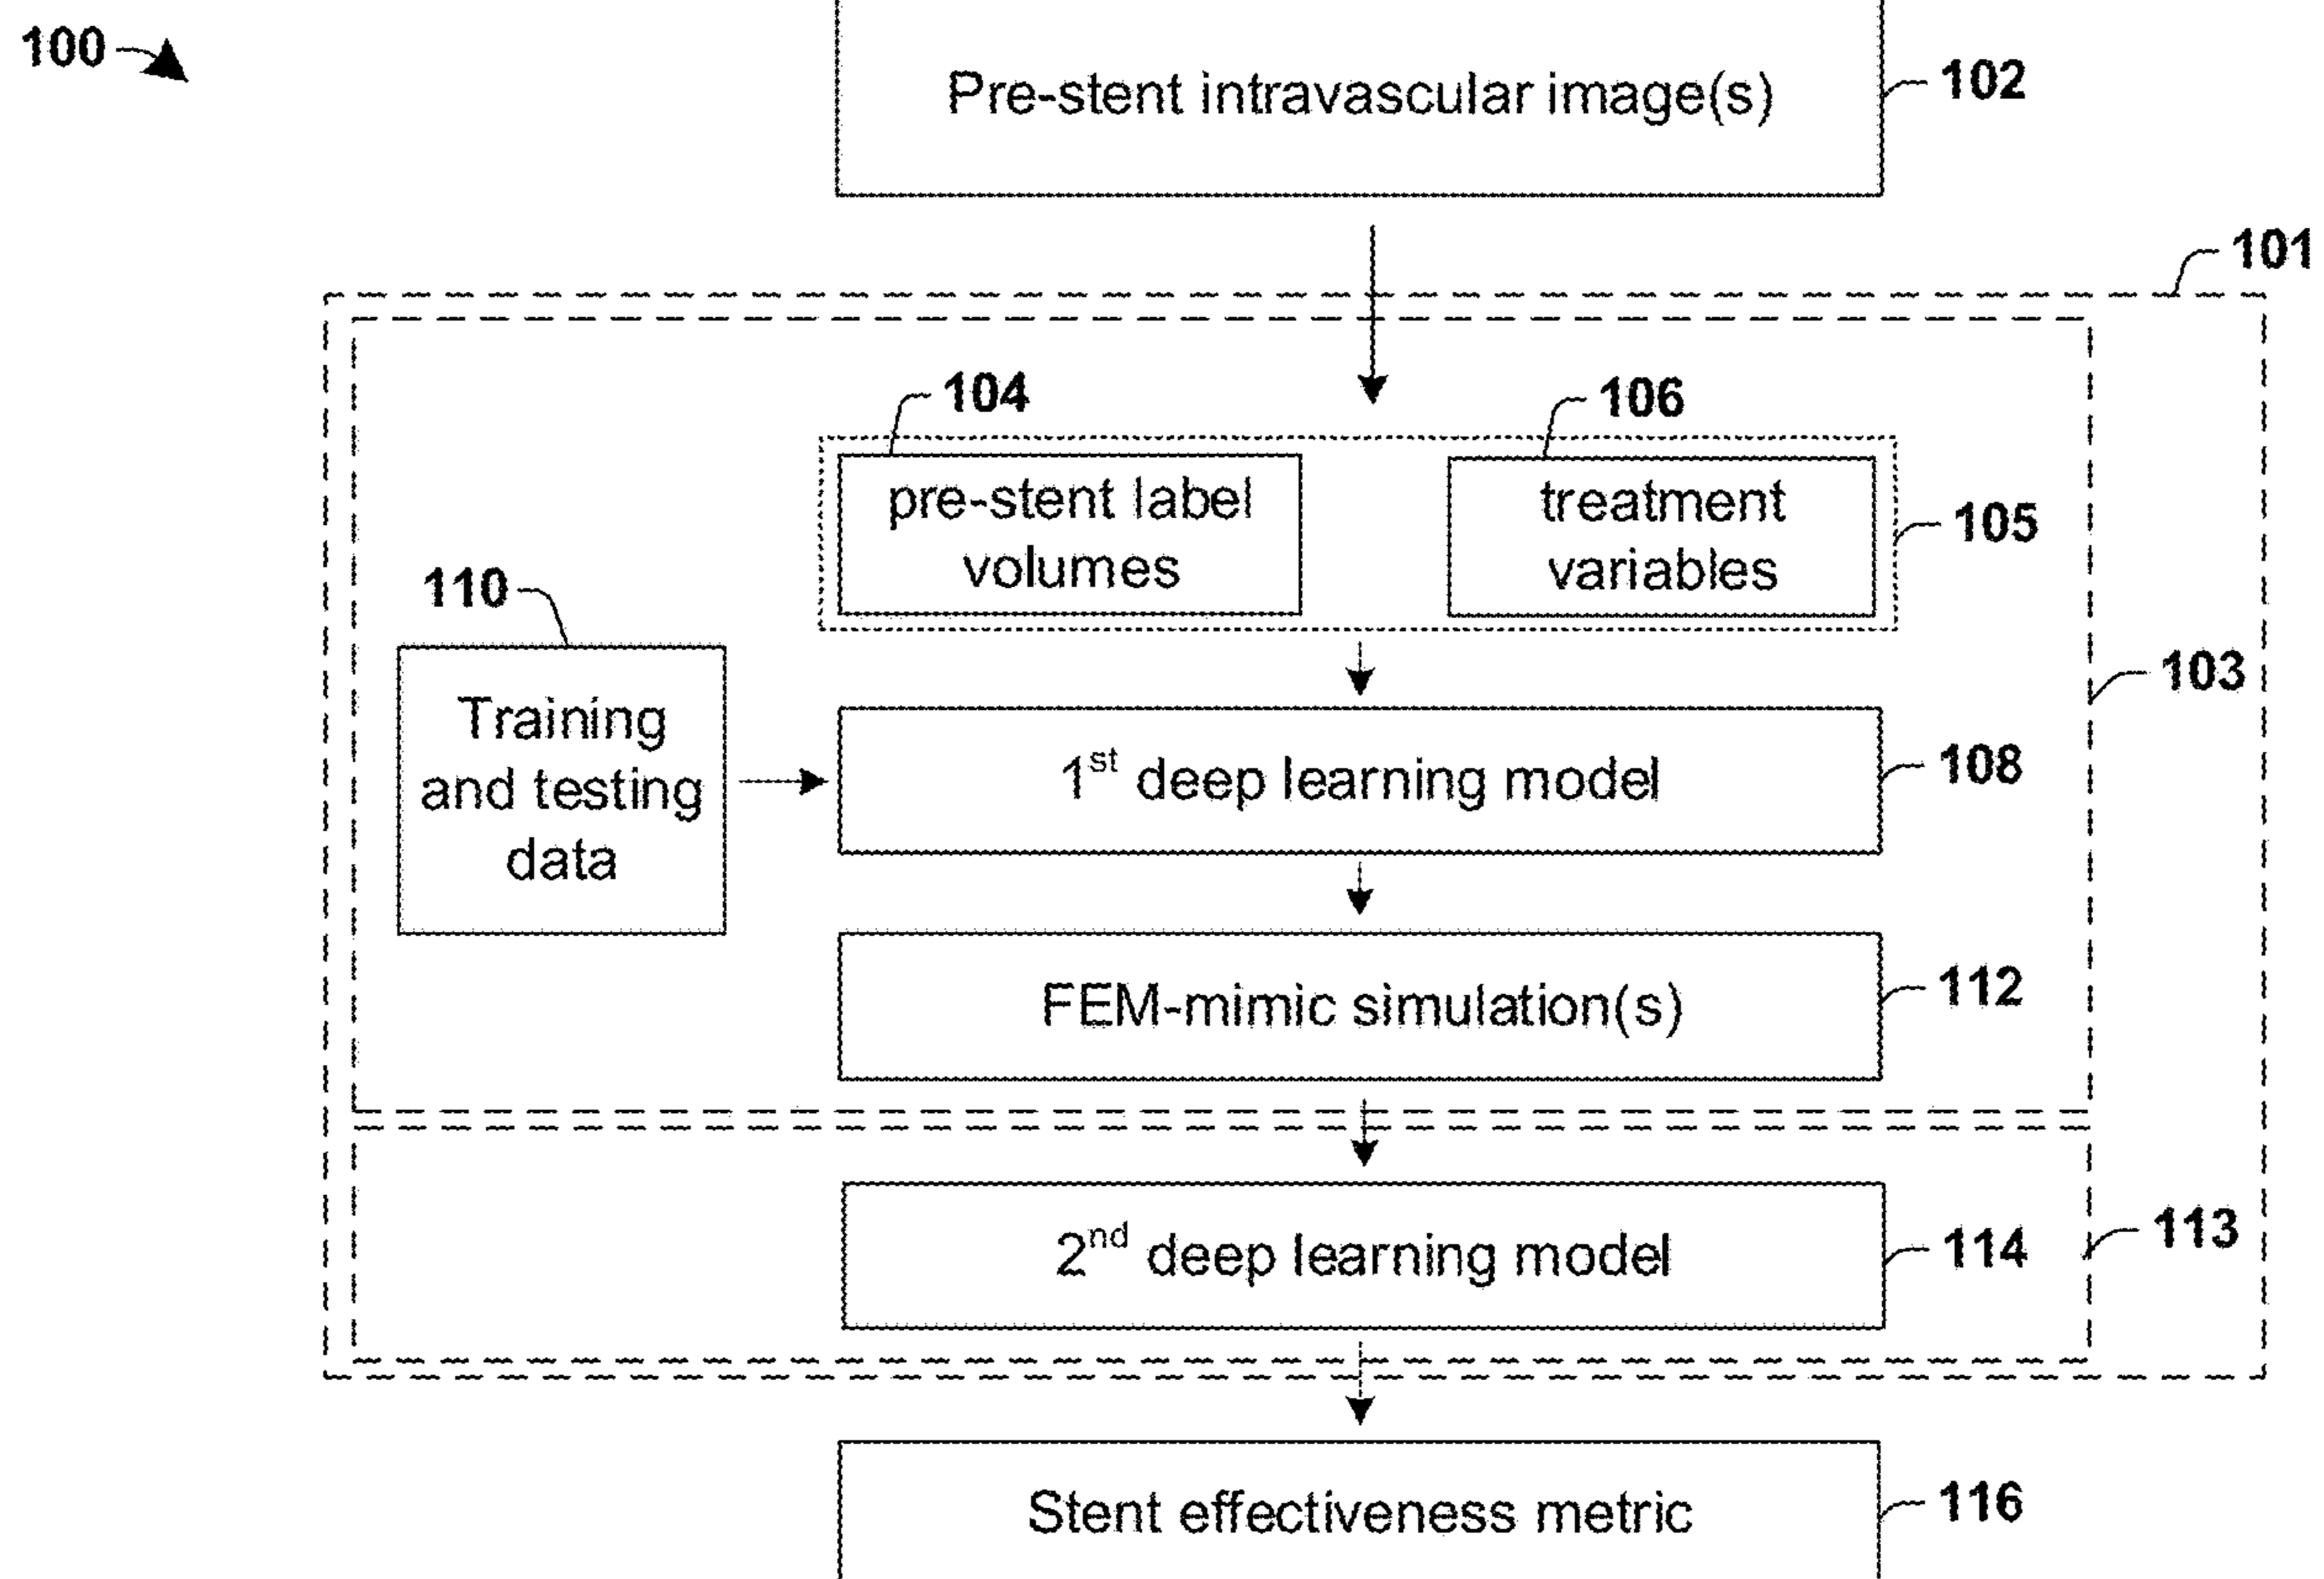 100
Pre-stent intravascular image(s)
102
101
104
106
pre-stent label
volumes
treatment
variables
105
110
103
Training
and testing
data
1st deep learning model
108
FEM-mimic simulation(s)
112
2nd deep learning model
114
113
Stent effectiveness metric
116